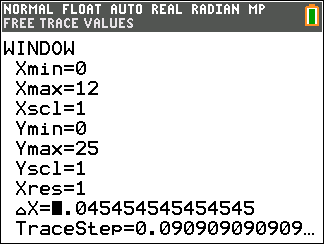 NORMAL FLOAT AUTO REAL RADIAN MP
FREE TRACE VALUES
WINDOW
Xmin=0
Xmax=12
Xscl=1
Ymin=0
Ymax=25
Yscl=1
Xres=1
△X=.045454545454545
TraceStep=0.090909090909...